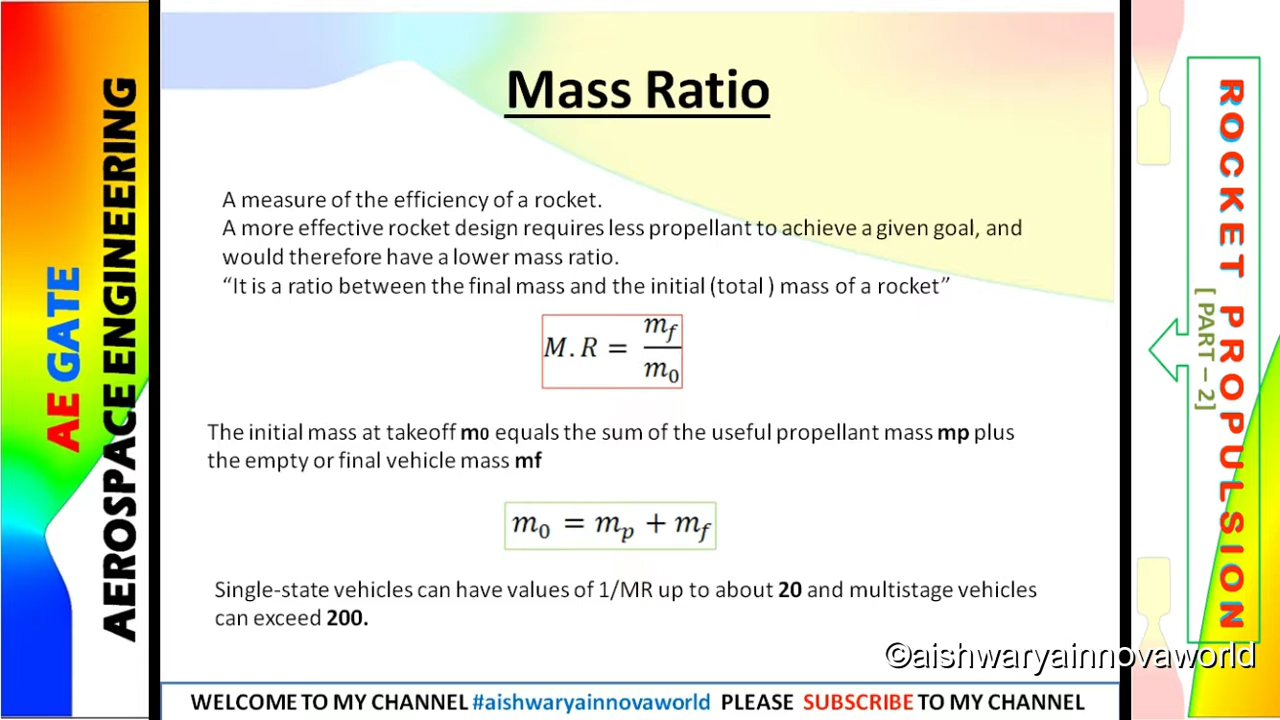 AE GATE
AEROSPACE ENGINEERING
Mass Ratio
A measure of the efficiency of a rocket.
A more effective rocket design requires less propellant to achieve a given goal, and
would therefore have a lower mass ratio.
“It is a ratio between the final mass and the initial (total ) mass of a rocket”
M.R = m_f / m_0
The initial mass at takeoff m0 equals the sum of the useful propellant mass mp plus
the empty or final vehicle mass mf
m_0 = m_p + m_f
Single-state vehicles can have values of 1/MR up to about 20 and multistage vehicles
can exceed 200.
ROCKET PROPULSION
[ PART – 2]
©aishwaryainnovaworld
WELCOME TO MY CHANNEL #aishwaryainnovaworld PLEASE SUBSCRIBE TO MY CHANNEL